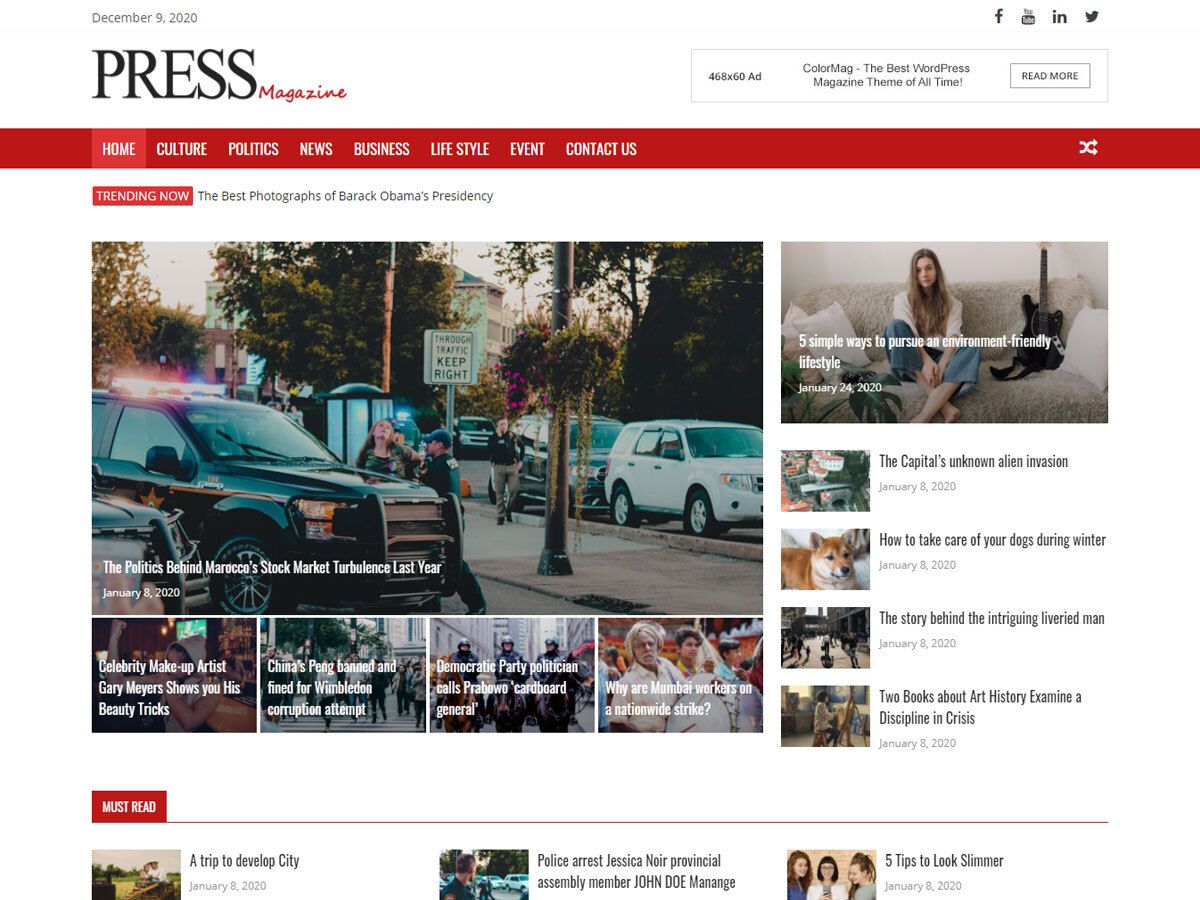 December 9, 2020
You
Tube
PRESS
Magazine
468x60 Ad
ColorMag - The Best WordPress
Magazine Theme of All Time!
READ MORE
HOME
CULTURE
POLITICS
NEWS
BUSINESS
LIFE STYLE
EVENT
CONTACT US
TRENDING NOW
The Best Photographs of Barack Obama’s Presidency
THROUGH
TRAFFIC
KEEP
RIGHT
The Politics Behind Marocco’s Stock Market Turbulence Last Year
January 8, 2020
Celebrity Make-up Artist
Gary Meyers Shows you His
Beauty Tricks
China’s Peng banned and
fined for Wimbledon
corruption attempt
Democratic Party politician
calls Prabowo ‘cardboard
general’
Why are Mumbai workers on
a nationwide strike?
5 simple ways to pursue an environment-friendly
lifestyle
January 24, 2020
The Capital’s unknown alien invasion
January 8, 2020
How to take care of your dogs during winter
January 8, 2020
The story behind the intriguing liveried man
January 8, 2020
Two Books about Art History Examine a
Discipline in Crisis
January 8, 2020
MUST READ
A trip to develop City
January 8, 2020
Police arrest Jessica Noir provincial
assembly member JOHN DOE Manange
5 Tips to Look Slimmer
January 8, 2020